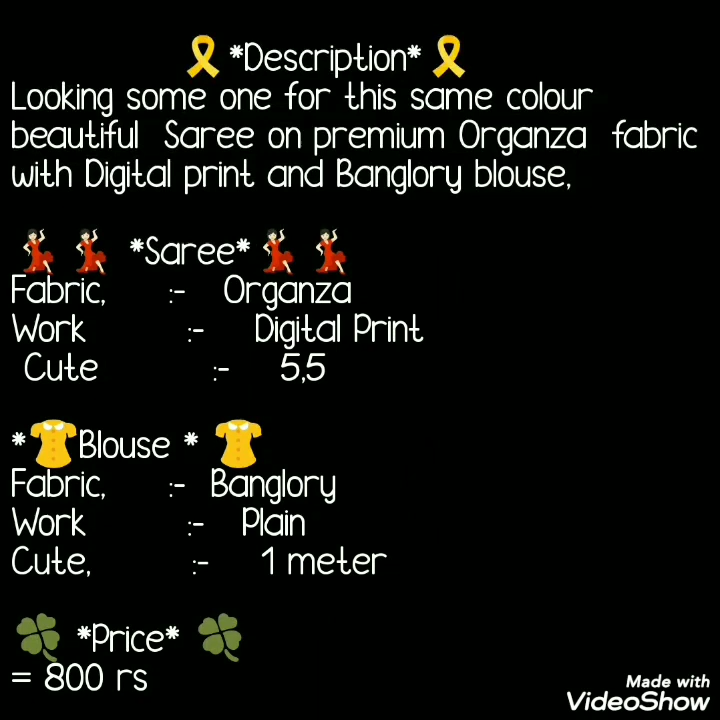 🎗️*Description*🎗️
Looking some one for this same colour
beautiful Saree on premium Organza fabric
with Digital print and Banglory blouse,
💃💃 *Saree*💃💃
Fabric, :- Organza
Work :- Digital Print
Cute :- 5,5
*👚Blouse * 👚
Fabric, :- Banglory
Work :- Plain
Cute, :- 1 meter
🍀 *Price* 🍀
= 800 rs
Made with
VideoShow